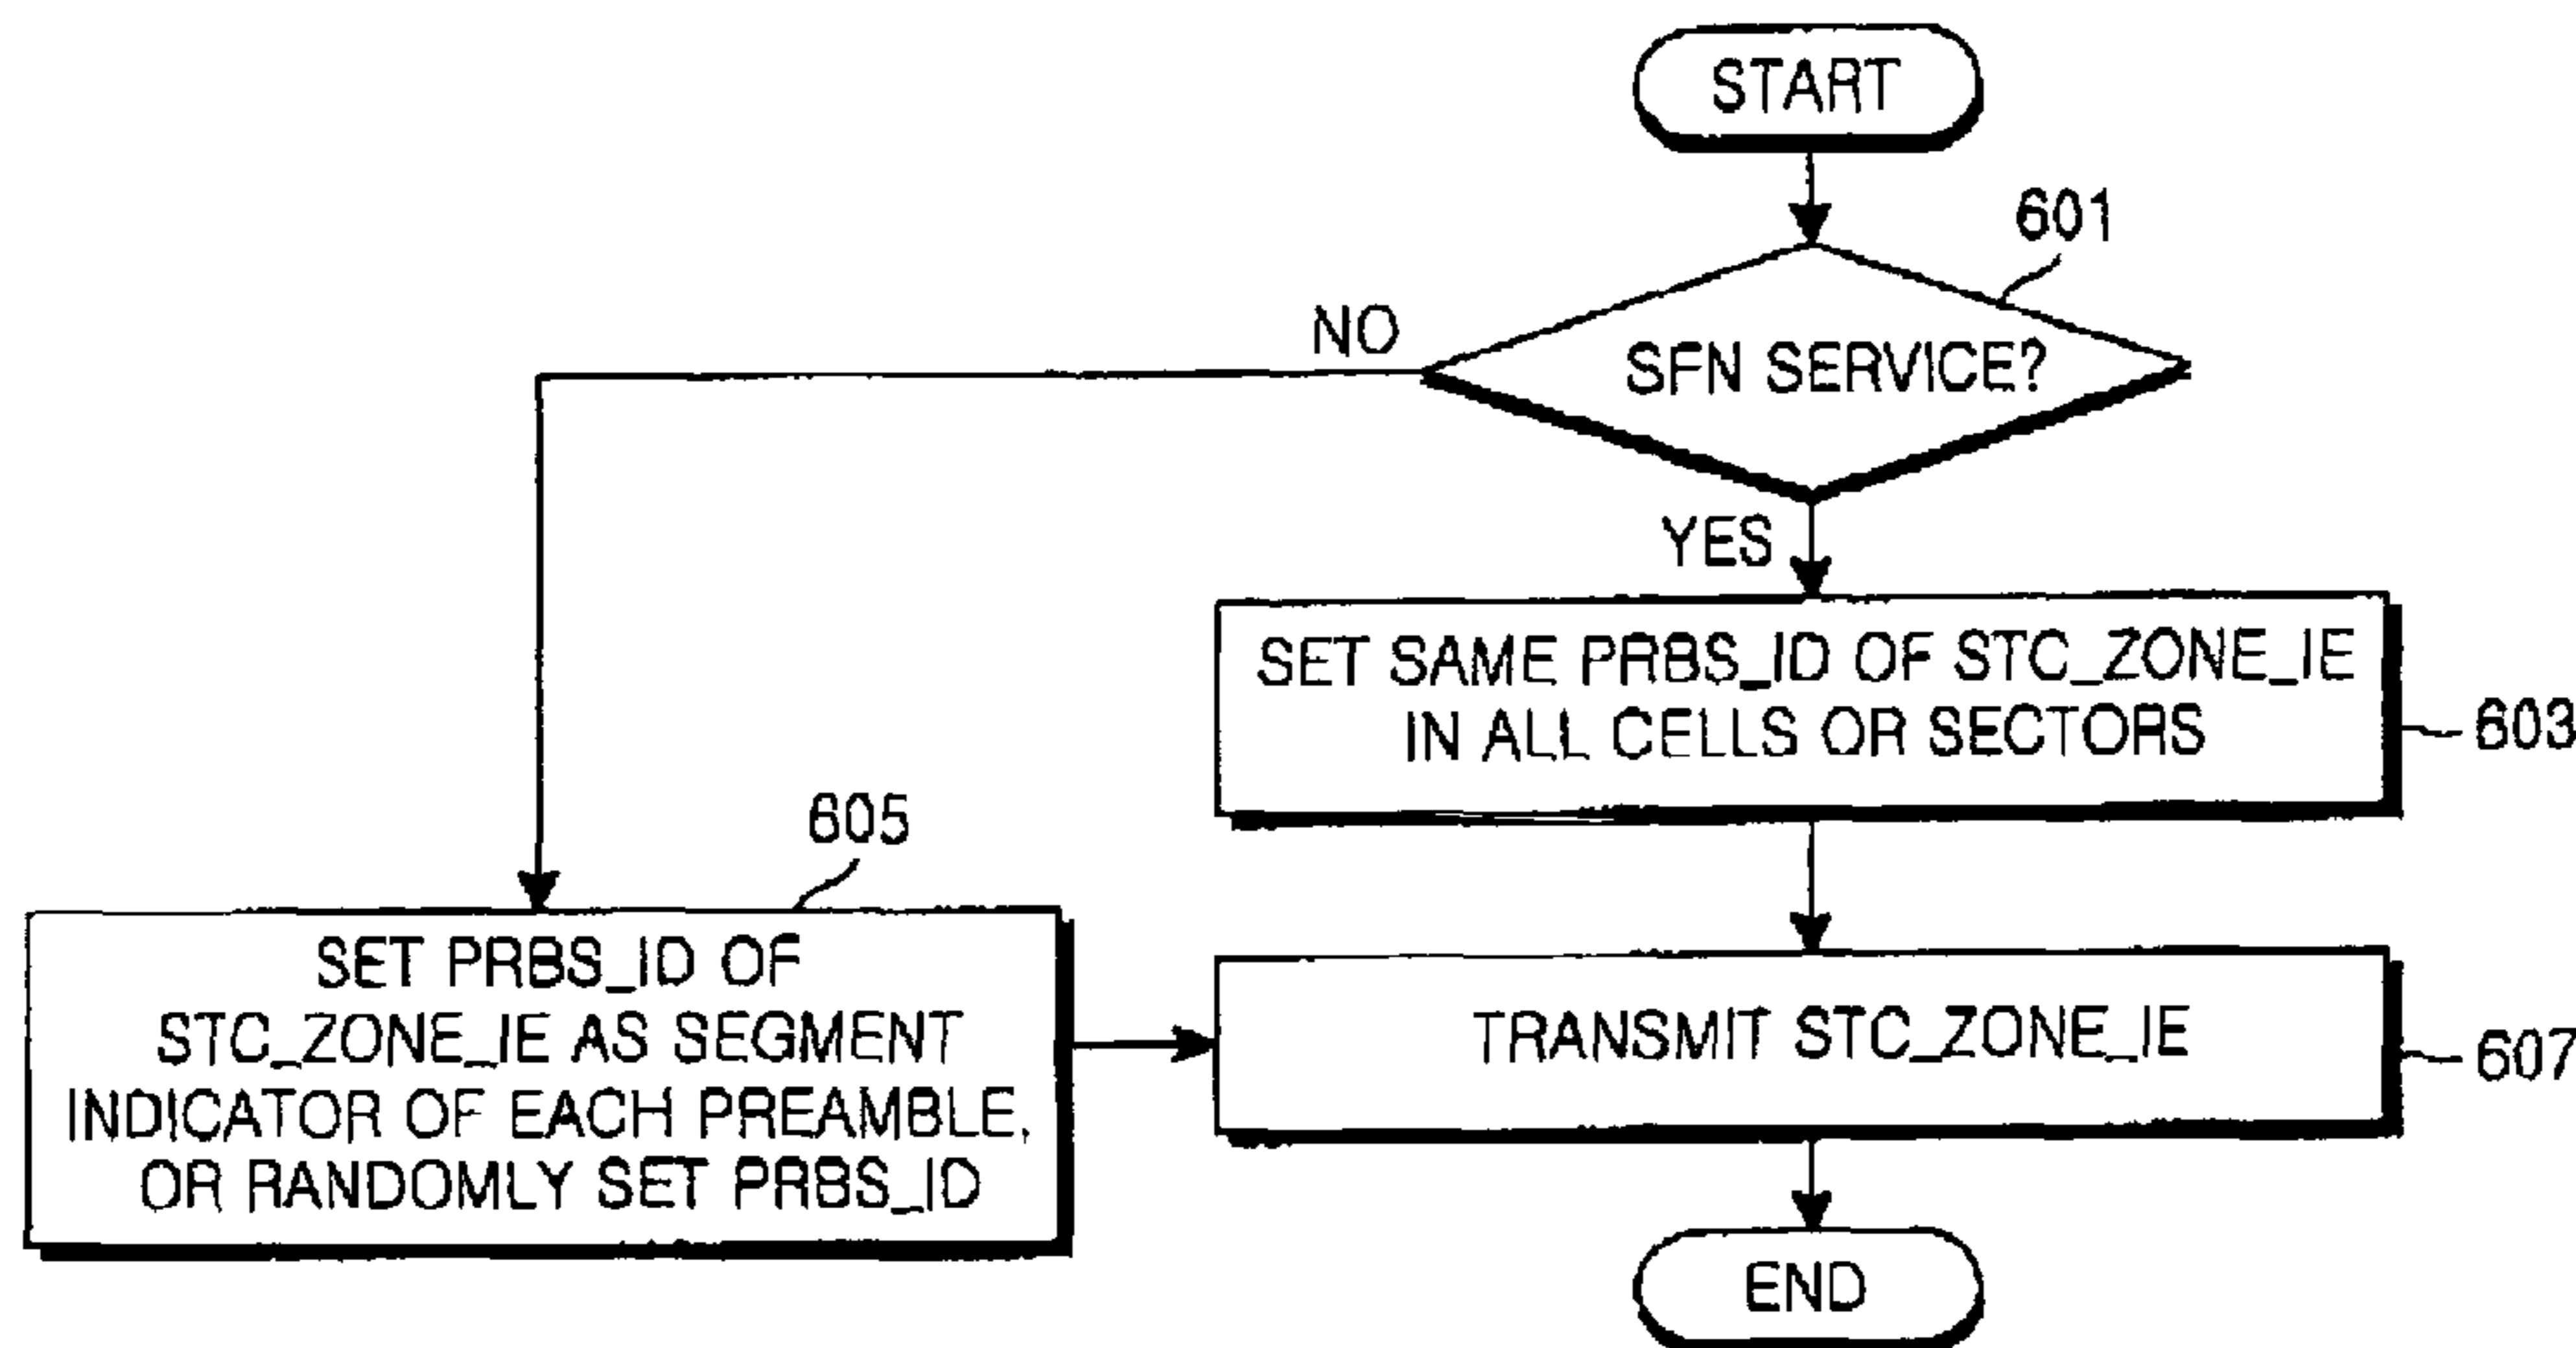 START
601
NO
SFN SERVICE?
YES
SET SAME PRBS_ID OF STC_ZONE_IE
IN ALL CELLS OR SECTORS
603
605
SET PRBS_ID OF
STC_ZONE_IE AS SEGMENT
INDICATOR OF EACH PREAMBLE,
OR RANDOMLY SET PRBS_ID
TRANSMIT STC_ZONE_IE
607
END